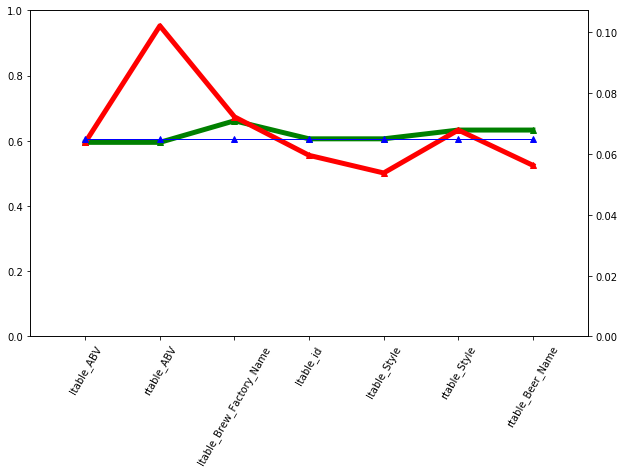 1.0
0.8
0.6
0.4
0.2
0.0
0.10
0.08
0.06
0.04
0.02
0.00
ltable_ABV
rtable_ABV
ltable_Brew_Factory_Name
ltable_id
ltable_Style
rtable_Style
rtable_Beer_Name